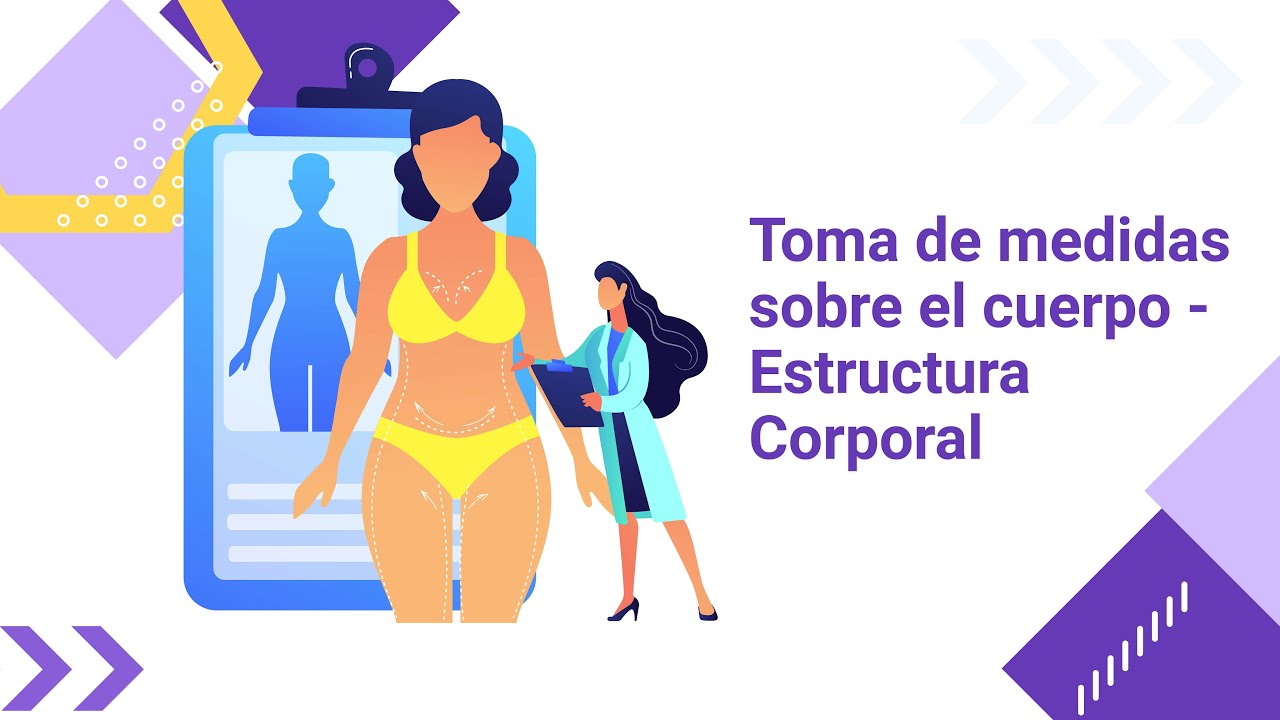 Toma de medidas
sobre el cuerpo -
Estructura
Corporal